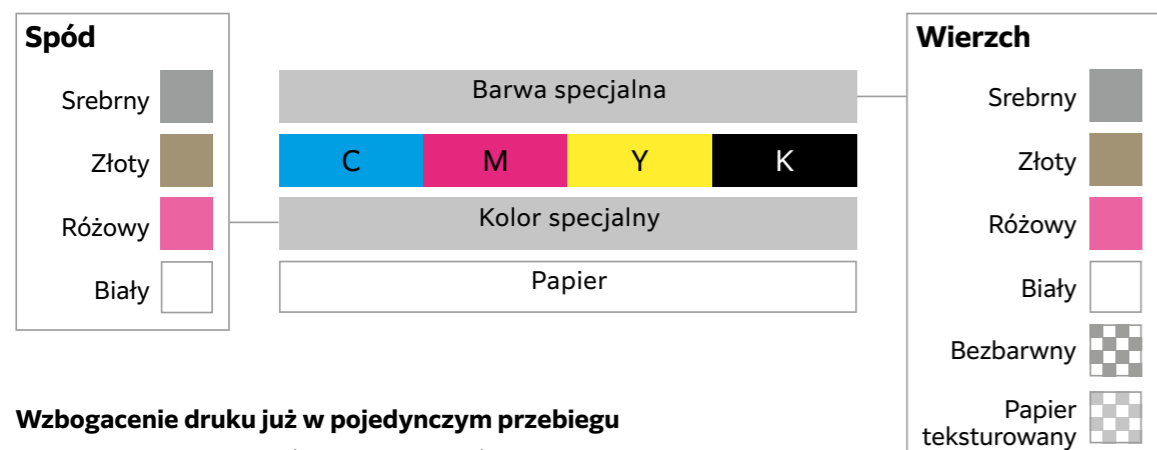 Spód
Srebrny
Złoty
Różowy
Biały
Barwa specjalna
C M Y K
Kolor specjalny
Papier
Wierzch
Srebrny
Złoty
Różowy
Biały
Bezbarwny
Papier
teksturowany
Wzbogacenie druku już w pojedynczym przebiegu